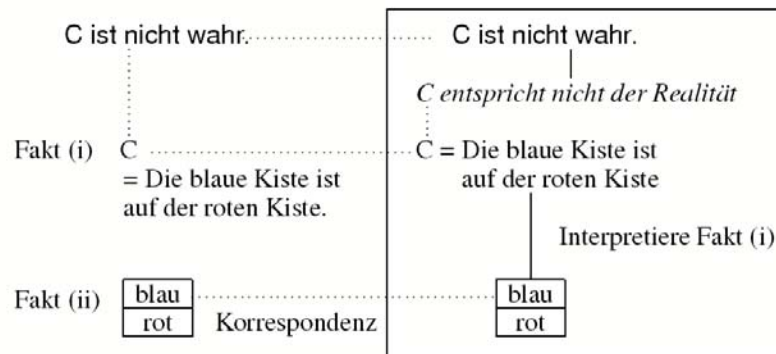 C ist nicht wahr. C ist nicht wahr.
C entspricht nicht der Realität
Fakt (i) C C = Die blaue Kiste ist
= Die blaue Kiste ist auf der roten Kiste
auf der roten Kiste.
Interpretiere Fakt (i)
Fakt (ii) blau blau
rot Korrespondenz rot